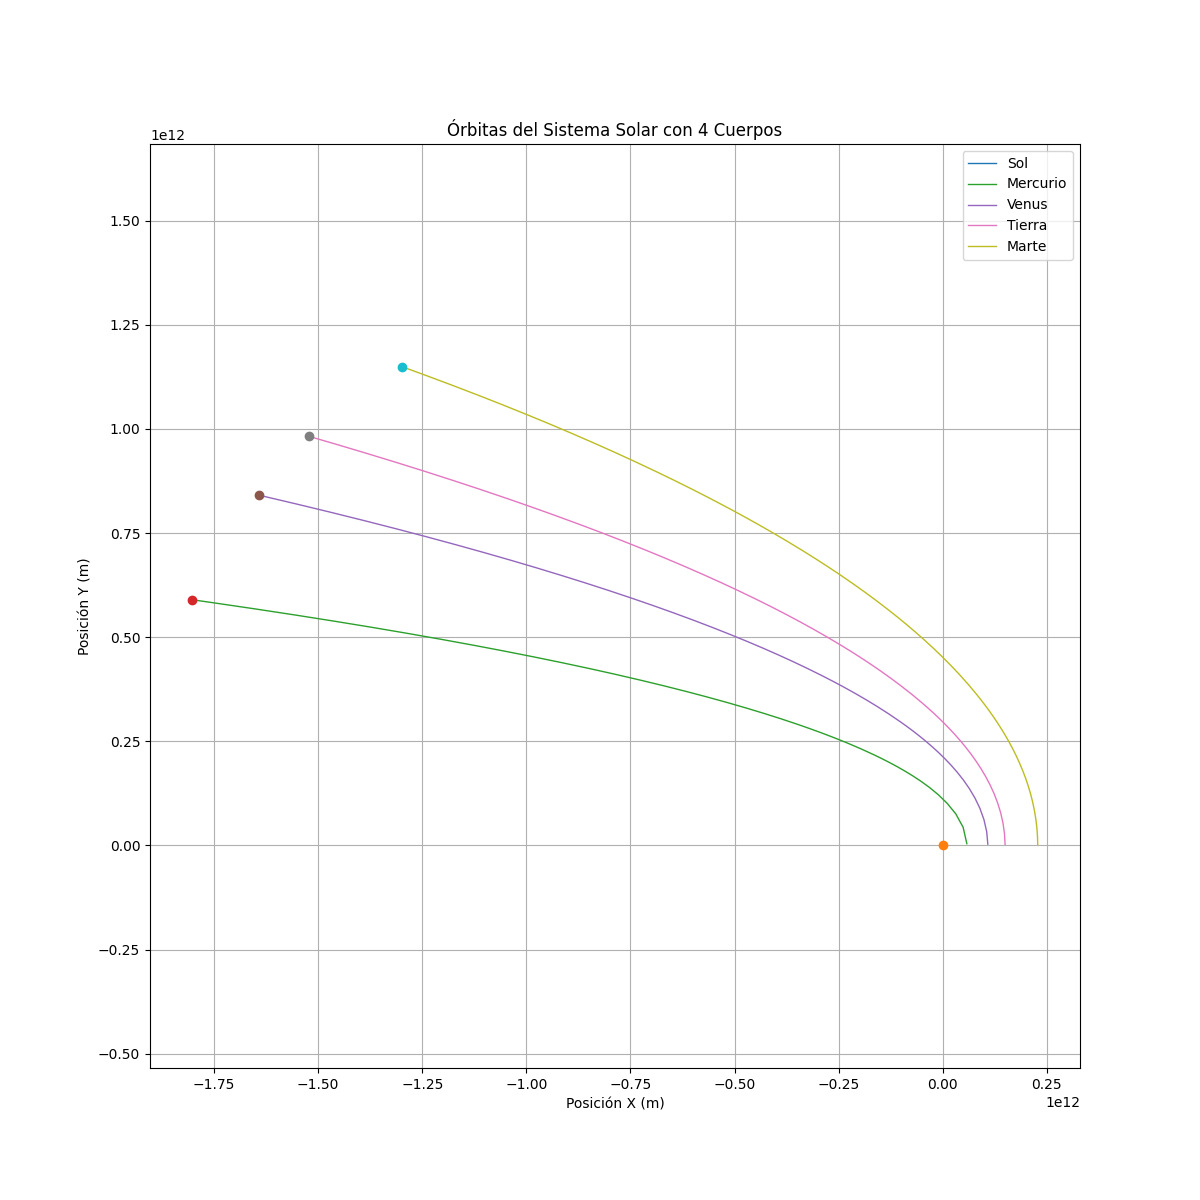 Órbitas del Sistema Solar con 4 Cuerpos
1e12
Sol
Mercurio
Venus
Tierra
Marte
1.50
1.25
1.00
0.75
0.50
0.25
0.00
−0.25
−0.50
Posición Y (m)
−1.75 −1.50 −1.25 −1.00 −0.75 −0.50 −0.25 0.00 0.25
Posición X (m)
1e12